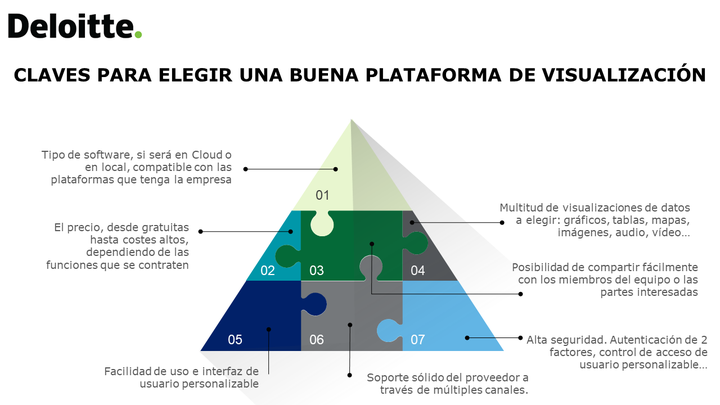 Deloitte.
CLAVES PARA ELEGIR UNA BUENA PLATAFORMA DE VISUALIZACIÓN
Tipo de software, si será en Cloud o
en local, compatible con las
plataformas que tenga la empresa
01
El precio, desde gratuitas
hasta costes altos,
dependiendo de las
funciones que se contraten
02
03
04
Multitud de visualizaciones de datos
a elegir: gráficos, tablas, mapas,
imágenes, audio, vídeo...
Posibilidad de compartir fácilmente
con los miembros del equipo o las
partes interesadas
05
06
07
Alta seguridad. Autenticación de 2
factores, control de acceso de
usuario personalizable...
Facilidad de uso e interfaz de
usuario personalizable
Soporte sólido del proveedor a
través de múltiples canales.